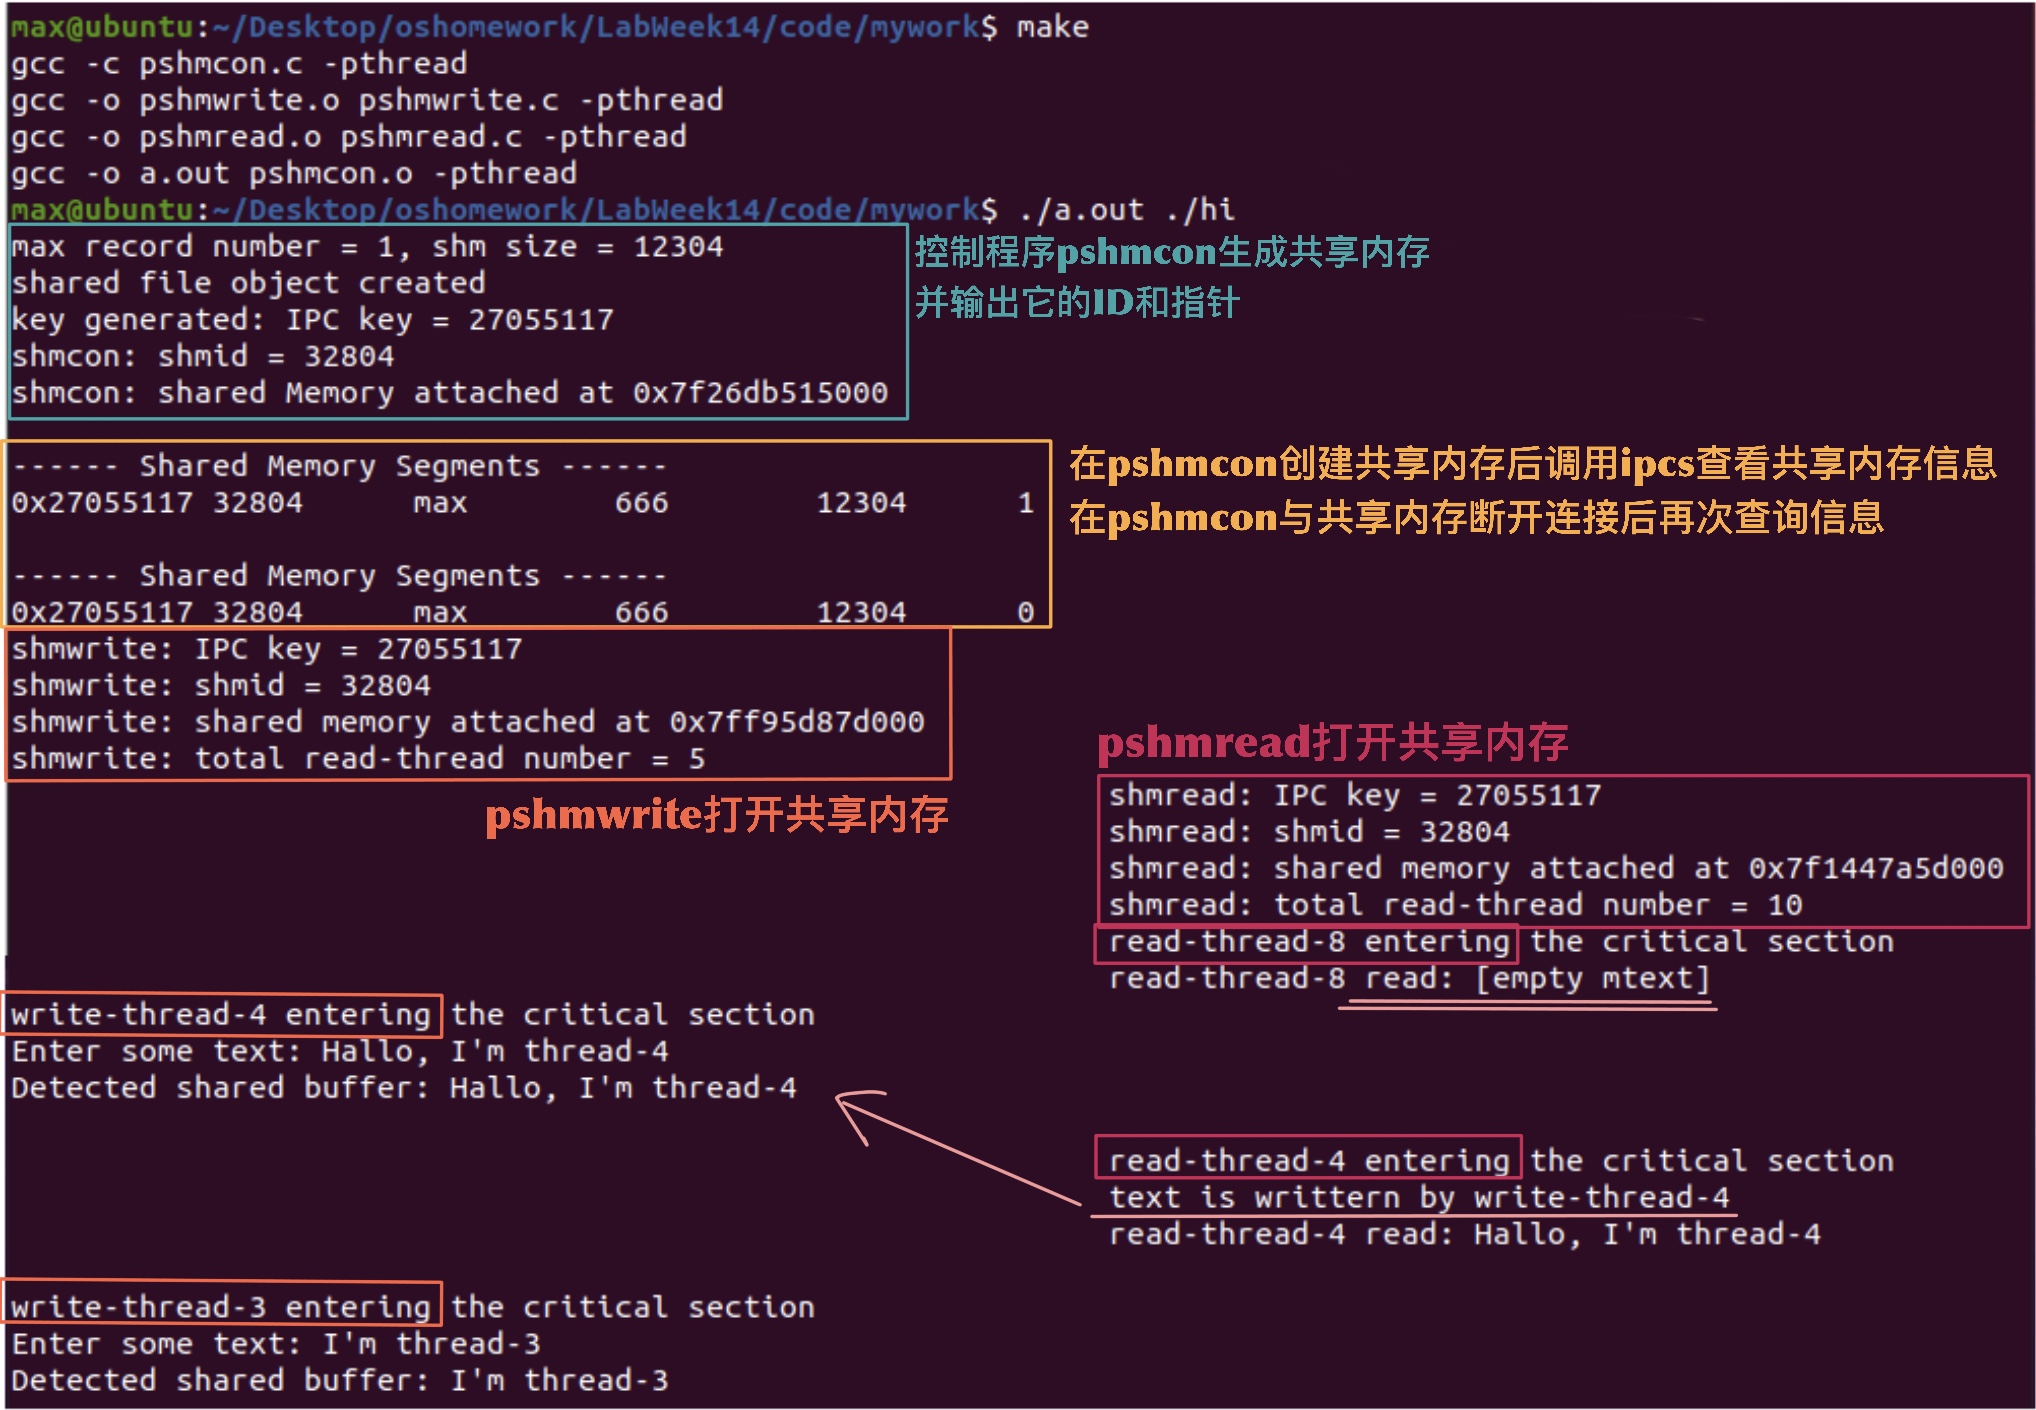 max@ubuntu:~/Desktop/oshomework/LabWeek14/code/mywork$ make
gcc -c pshmcon.c -pthread
gcc -o pshmwrite.o pshmwrite.c -pthread
gcc -o pshmread.o pshmread.c -pthread
gcc -o a.out pshmcon.o -pthread
max@ubuntu:~/Desktop/oshomework/LabWeek14/code/mywork$ ./a.out ./hi
max record number = 1, shm size = 12304
shared file object created
key generated: IPC key = 27055117
shmcon: shmid = 32804
shmcon: shared Memory attached at 0x7f26db515000
控制程序pshmcon生成共享内存
并输出它的ID和指针
------ Shared Memory Segments ------
0x27055117 32804 max 666 12304 1
------ Shared Memory Segments ------
0x27055117 32804 max 666 12304 0
在pshmcon创建共享内存后调用ipcs查看共享内存信息
在pshmcon与共享内存断开连接后再次查询信息
shmwrite: IPC key = 27055117
shmwrite: shmid = 32804
shmwrite: shared memory attached at 0x7ff95d87d000
shmwrite: total read-thread number = 5
pshmwrite打开共享内存
pshmread打开共享内存
shmread: IPC key = 27055117
shmread: shmid = 32804
shmread: shared memory attached at 0x7f1447a5d000
shmread: total read-thread number = 10
read-thread-8 entering the critical section
read-thread-8 read: [empty mtext]
write-thread-4 entering the critical section
Enter some text: Hallo, I'm thread-4
Detected shared buffer: Hallo, I'm thread-4
read-thread-4 entering the critical section
text is writtern by write-thread-4
read-thread-4 read: Hallo, I'm thread-4
write-thread-3 entering the critical section
Enter some text: I'm thread-3
Detected shared buffer: I'm thread-3